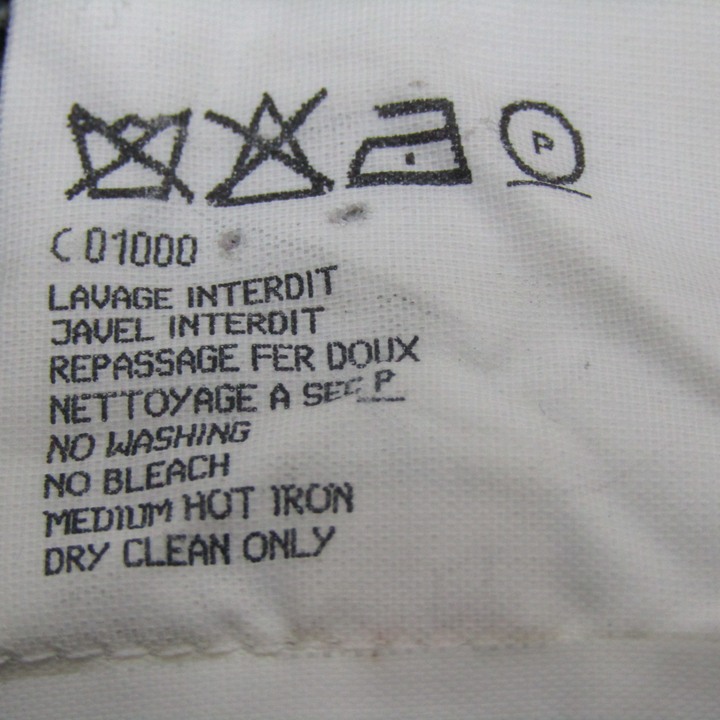 P
C 01000
LAVAGE INTERDIT
JAVEL INTERDIT
REPASSAGE FER DOUX
NETTOYAGE A SEC P
NO WASHING
NO BLEACH
MEDIUM HOT IRON
DRY CLEAN ONLY